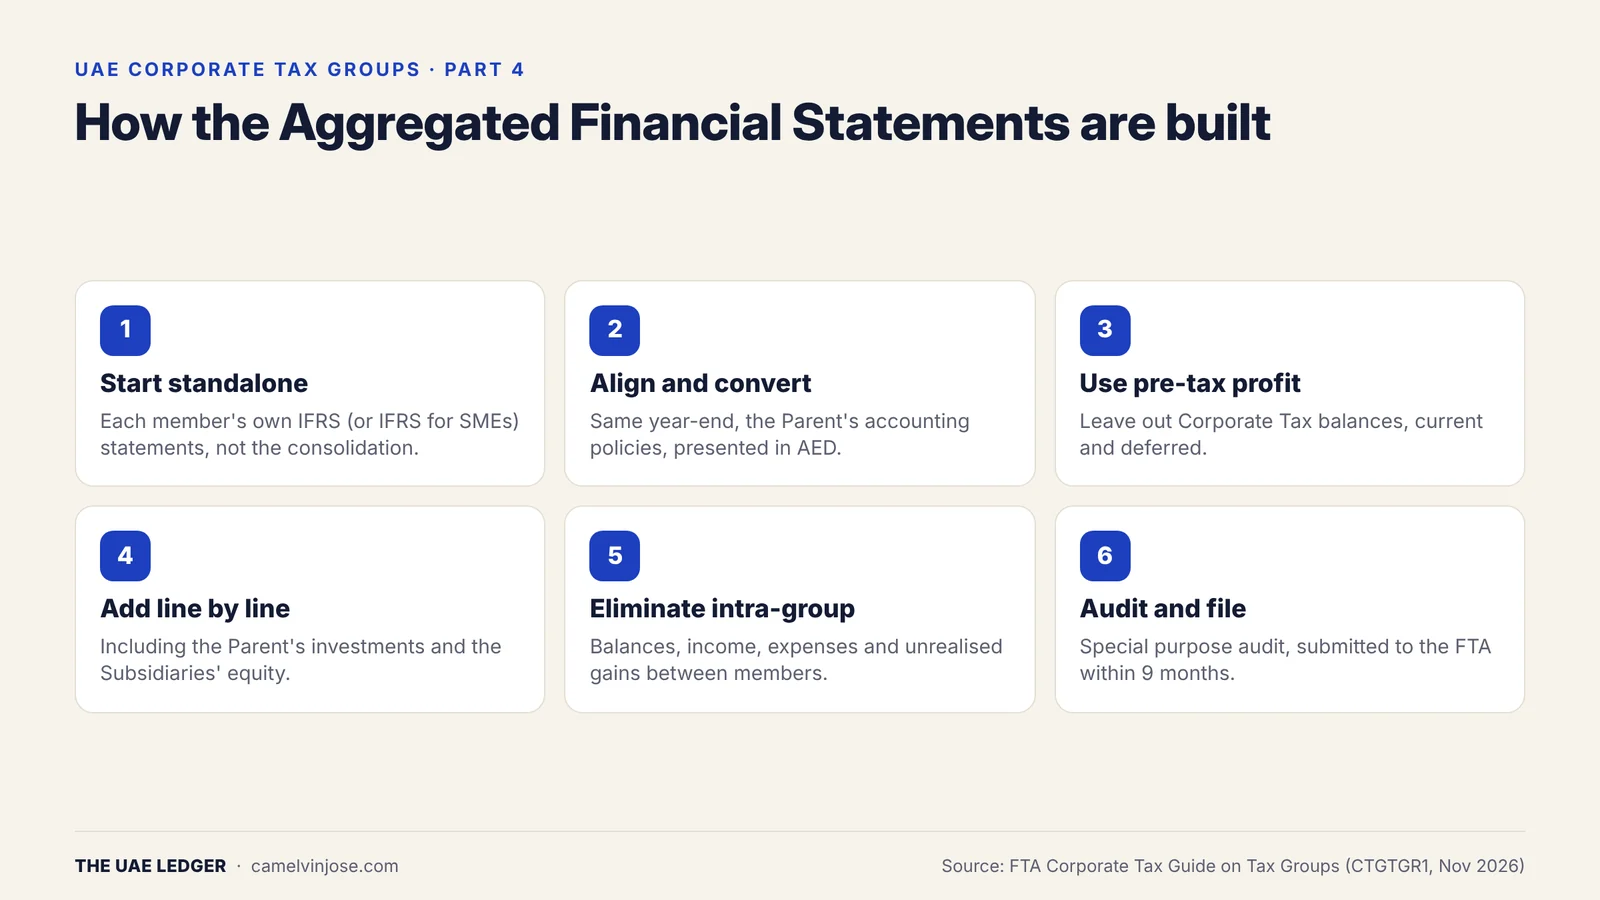 UAE CORPORATE TAX GROUPS · PART 4
How the Aggregated Financial Statements are built
1
Start standalone
Each member's own IFRS (or IFRS for SMEs)
statements, not the consolidation.
2
Align and convert
Same year-end, the Parent's accounting
policies, presented in AED.
3
Use pre-tax profit
Leave out Corporate Tax balances, current
and deferred.
4
Add line by line
Including the Parent's investments and the
Subsidiaries' equity.
5
Eliminate intra-group
Balances, income, expenses and unrealised
gains between members.
6
Audit and file
Special purpose audit, submitted to the FTA
within 9 months.
THE UAE LEDGER · camelvinjose.com
Source: FTA Corporate Tax Guide on Tax Groups (CTGTGR1, Nov 2026)